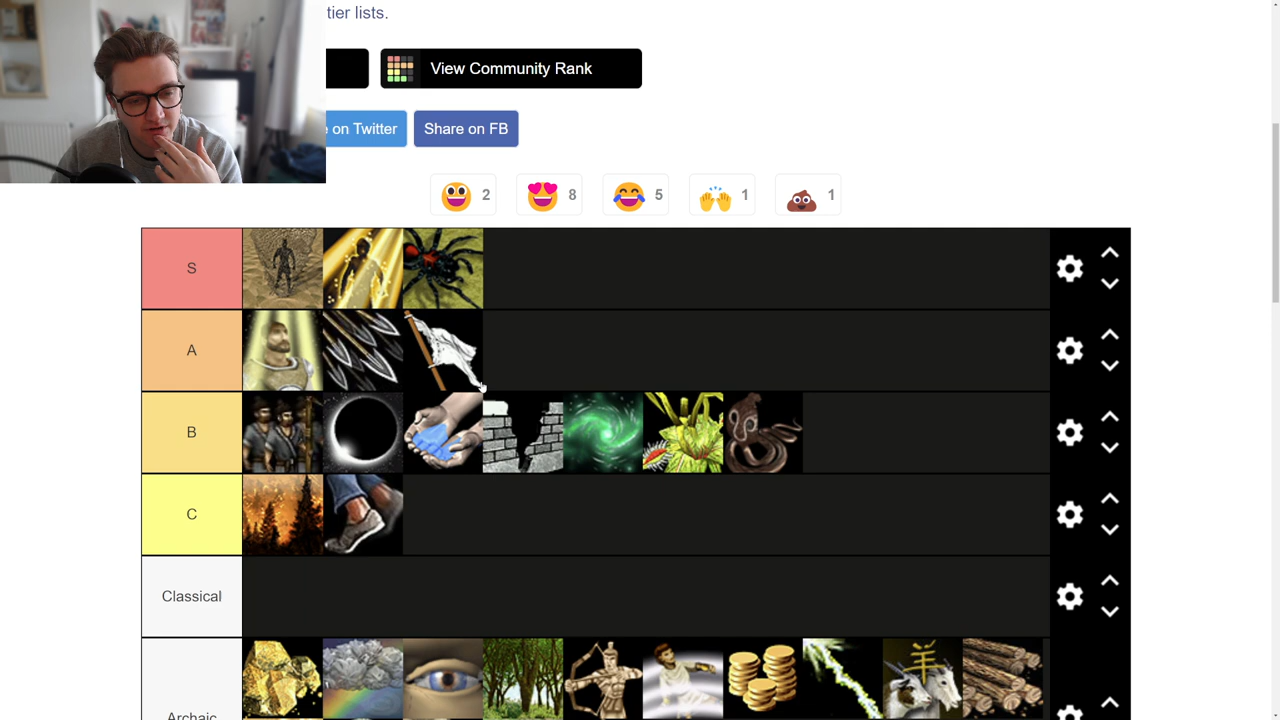 tier lists.
View Community Rank
e on Twitter
Share on FB
2
8
5
1
1
S
A
B
C
Classical
Archaic